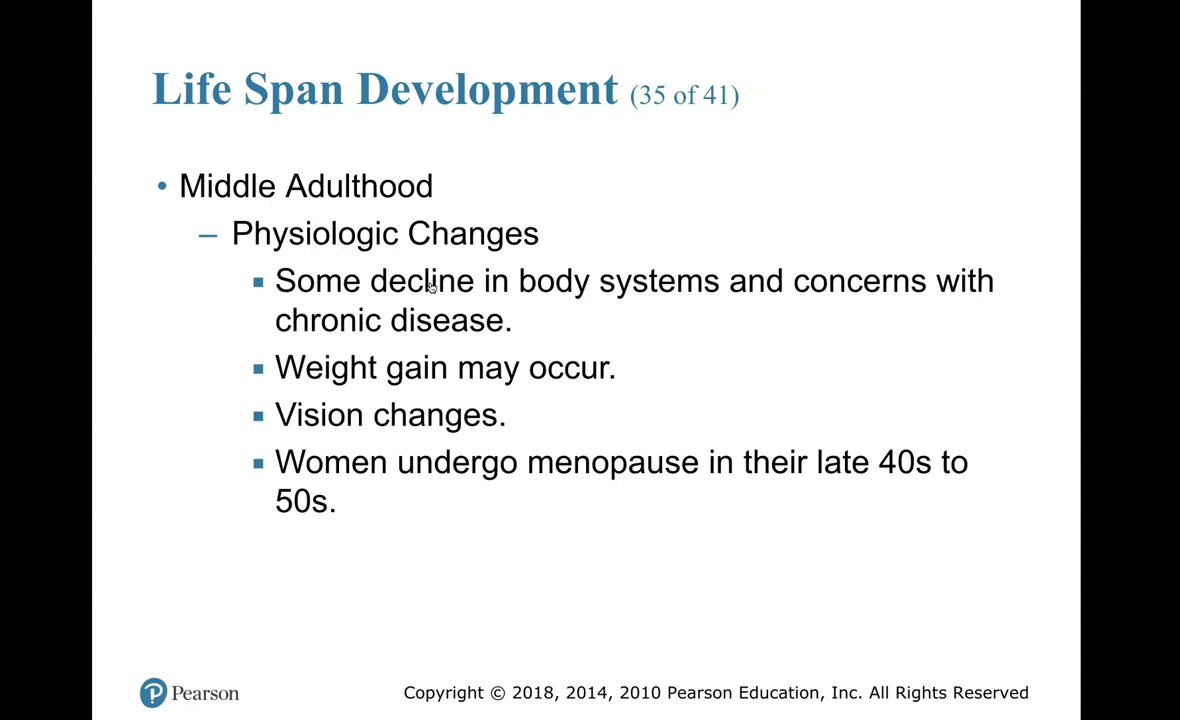 Life Span Development (35 of 41)
• Middle Adulthood
– Physiologic Changes
▪ Some decline in body systems and concerns with
chronic disease.
▪ Weight gain may occur.
▪ Vision changes.
▪ Women undergo menopause in their late 40s to
50s.
P Pearson
Copyright © 2018, 2014, 2010 Pearson Education, Inc. All Rights Reserved